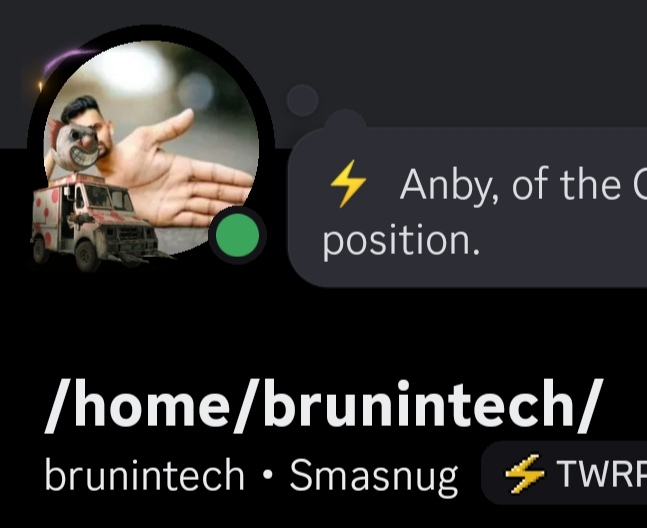 ⚡ Anby, of the
position.
/home/brunintech/
brunintech • Smasnug ⚡ TWRP